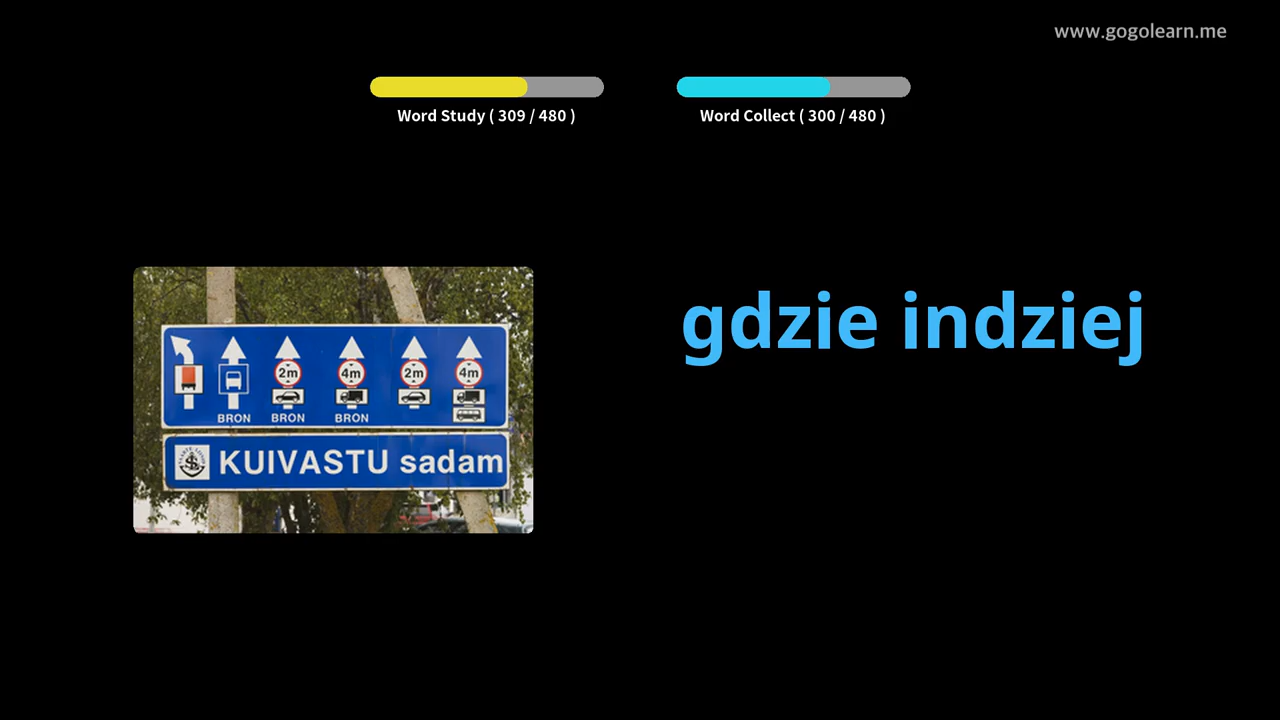 www.gogolearn.me
Word Study ( 309 / 480 )
Word Collect ( 300 / 480 )
gdzie indziej
2m 4m 2m 4m
BRON BRON BRON
KUIVASTU sadam